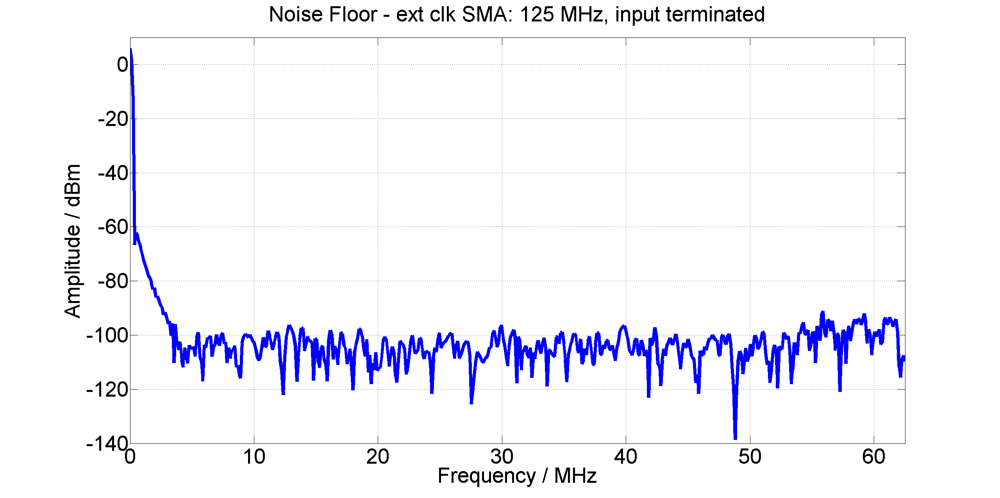 Noise Floor - ext clk SMA: 125 MHz, input terminated
0
-20
-40
-60
-80
-100
-120
-140
Amplitude / dBm
0 10 20 30 40 50 60
Frequency / MHz